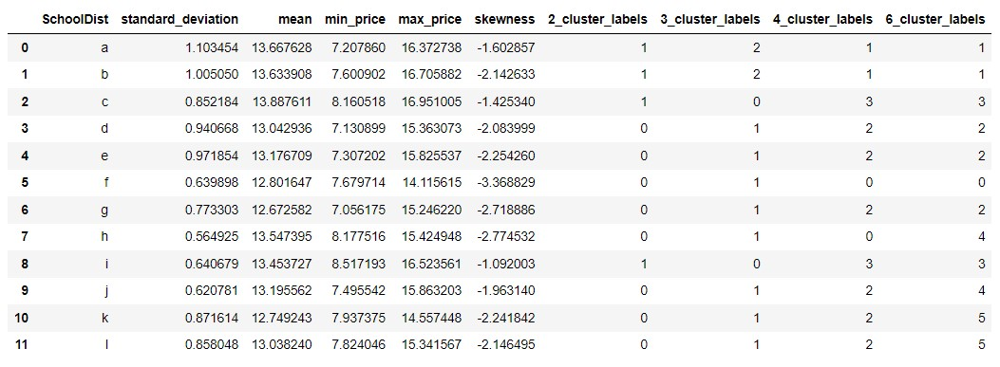 SchoolDist standard_deviation mean min_price max_price skewness 2_cluster_labels 3_cluster_labels 4_cluster_labels 6_cluster_labels
0 a 1.103454 13.667628 7.207860 16.372738 -1.602857 1 2 1 1
1 b 1.005050 13.633908 7.600902 16.705882 -2.142633 1 2 1 1
2 c 0.852184 13.887611 8.160518 16.951005 -1.425340 1 0 3 3
3 d 0.940668 13.042936 7.130899 15.363073 -2.083999 0 1 2 2
4 e 0.971854 13.176709 7.307202 15.825537 -2.254260 0 1 2 2
5 f 0.639898 12.801647 7.679714 14.115615 -3.368829 0 1 0 0
6 g 0.773303 12.672582 7.056175 15.246220 -2.718886 0 1 2 2
7 h 0.564925 13.547395 8.177516 15.424948 -2.774532 0 1 0 4
8 i 0.640679 13.453727 8.517193 16.523561 -1.092003 1 0 3 3
9 j 0.620781 13.195562 7.495542 15.863203 -1.963140 0 1 2 4
10 k 0.871614 12.749243 7.937375 14.557448 -2.241842 0 1 2 5
11 l 0.858048 13.038240 7.824046 15.341567 -2.146495 0 1 2 5